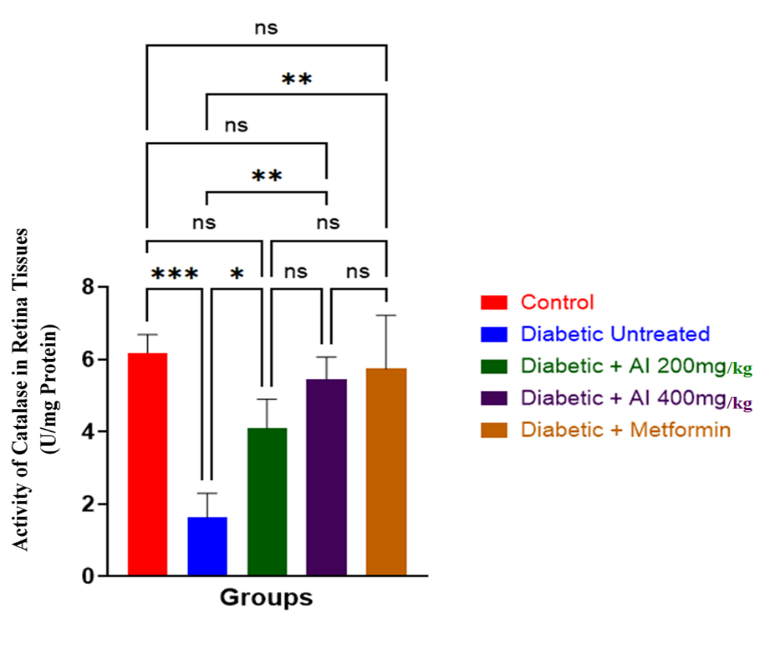 ns
**
ns
**
ns ns
*** * ns ns
Activity of Catalase in Retina Tissues
(U/mg Protein)
8
6
4
2
0
Groups
Control
Diabetic Untreated
Diabetic + AI 200mg/kg
Diabetic + AI 400mg/kg
Diabetic + Metformin